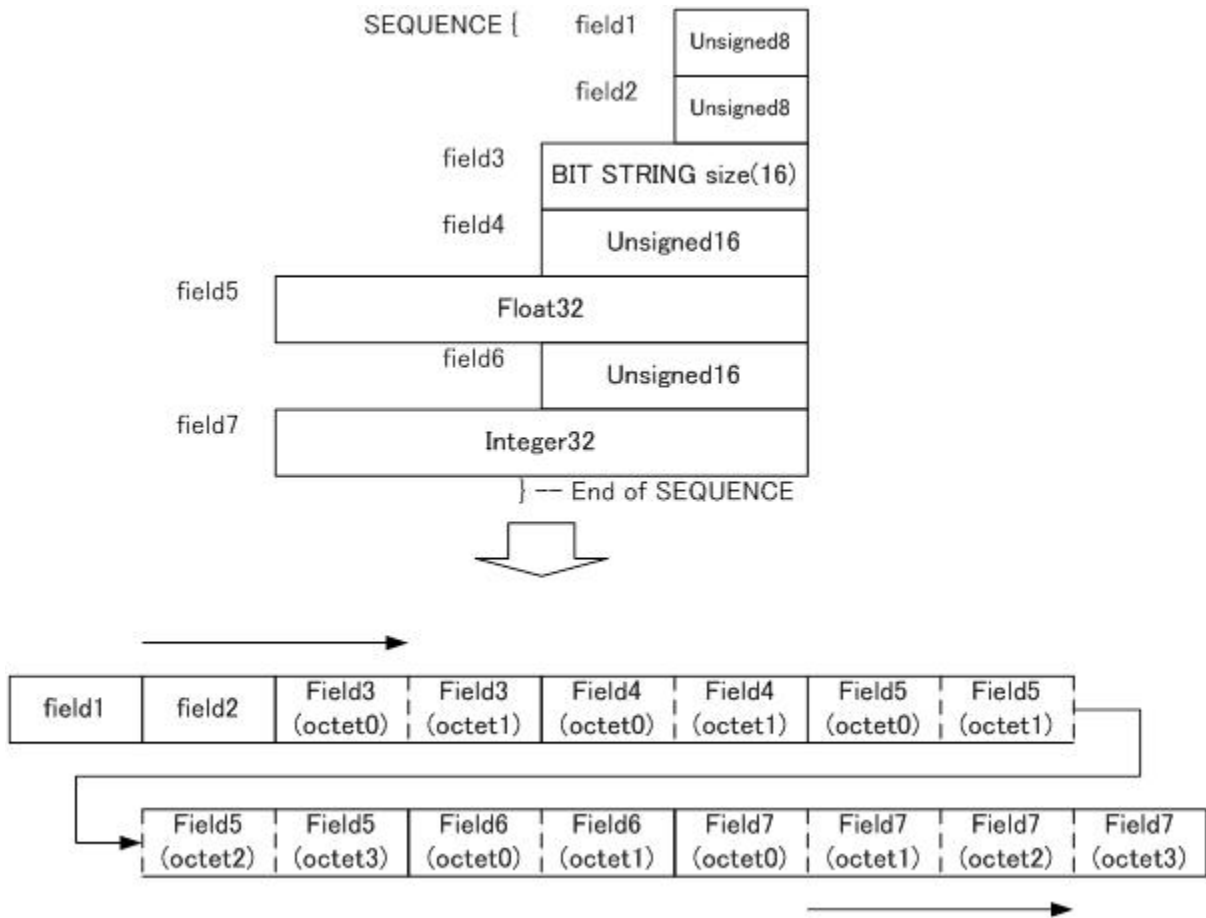 SEQUENCE { field1 Unsigned8
field2 Unsigned8
field3 BIT STRING size(16)
field4 Unsigned16
field5 Float32
field6 Unsigned16
field7 Integer32
} -- End of SEQUENCE
field1 field2 Field3 Field3 Field4 Field4 Field5 Field5
(octet0) (octet1) (octet0) (octet1) (octet0) (octet1)
Field5 Field5 Field6 Field6 Field7 Field7 Field7 Field7
(octet2) (octet3) (octet0) (octet1) (octet0) (octet1) (octet2) (octet3)